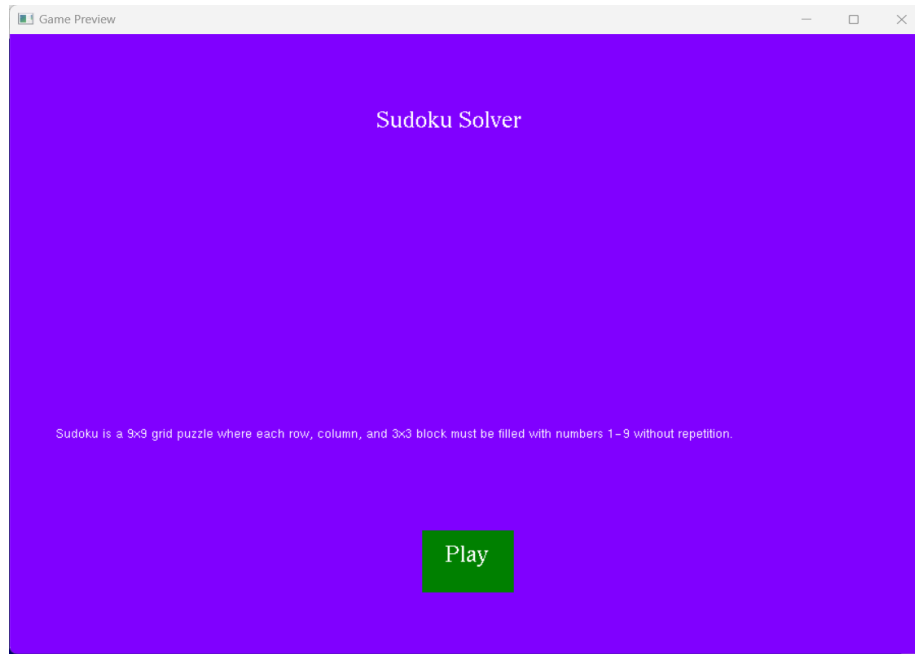 Game Preview
Sudoku Solver
Sudoku is a 9x9 grid puzzle where each row, column, and 3x3 block must be filled with numbers 1-9 without repetition.
Play